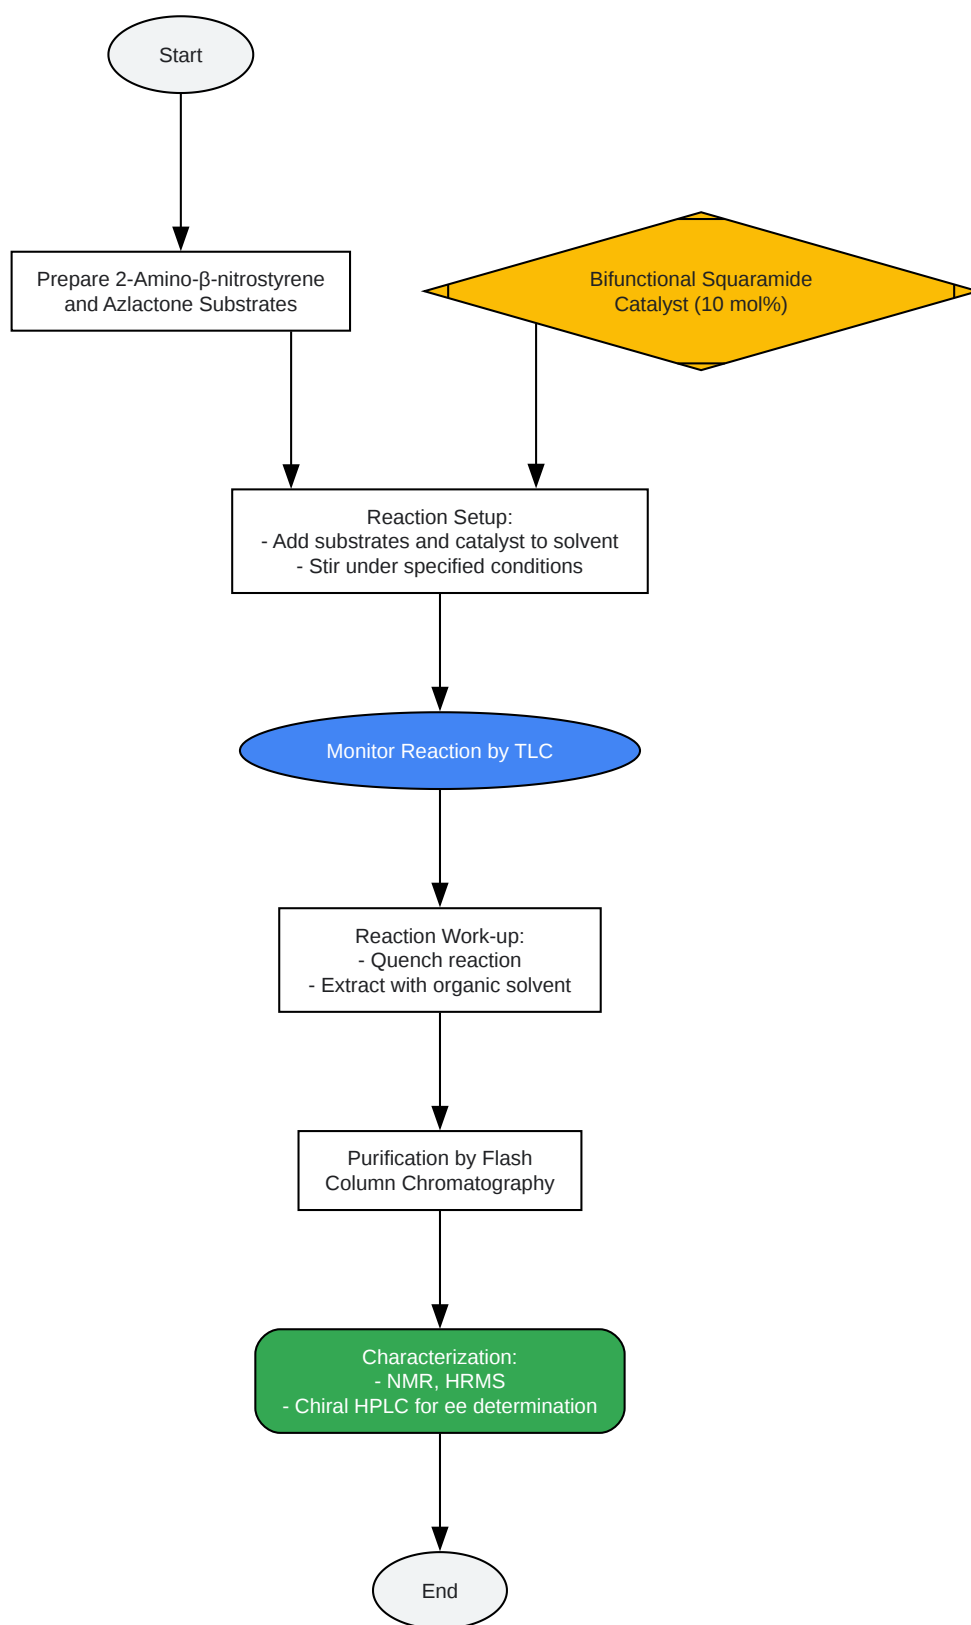 Start
Prepare 2-Amino-β-nitrostyrene
and Azlactone Substrates
Bifunctional Squaramide
Catalyst (10 mol%)
Reaction Setup:
- Add substrates and catalyst to solvent
- Stir under specified conditions
Monitor Reaction by TLC
Reaction Work-up:
- Quench reaction
- Extract with organic solvent
Purification by Flash
Column Chromatography
Characterization:
- NMR, HRMS
- Chiral HPLC for ee determination
End